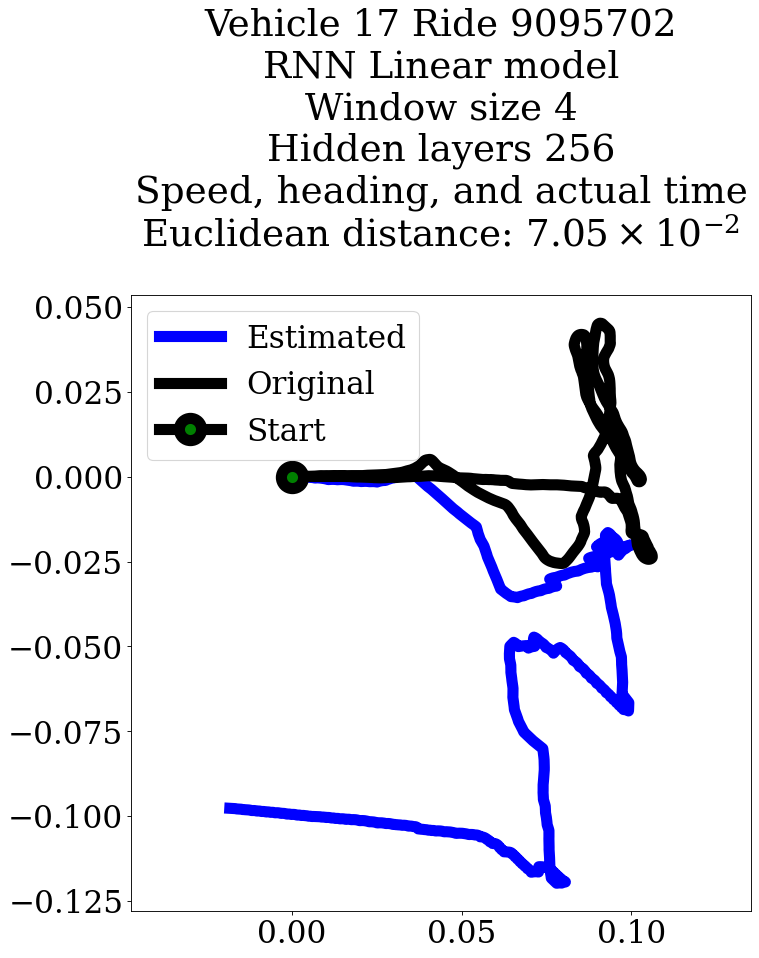 Vehicle 17 Ride 9095702
RNN Linear model
Window size 4
Hidden layers 256
Speed, heading, and actual time
Euclidean distance: 7.05 × 10⁻²
0.050
0.025
0.000
−0.025
−0.050
−0.075
−0.100
−0.125
Estimated
Original
Start
0.00 0.05 0.10